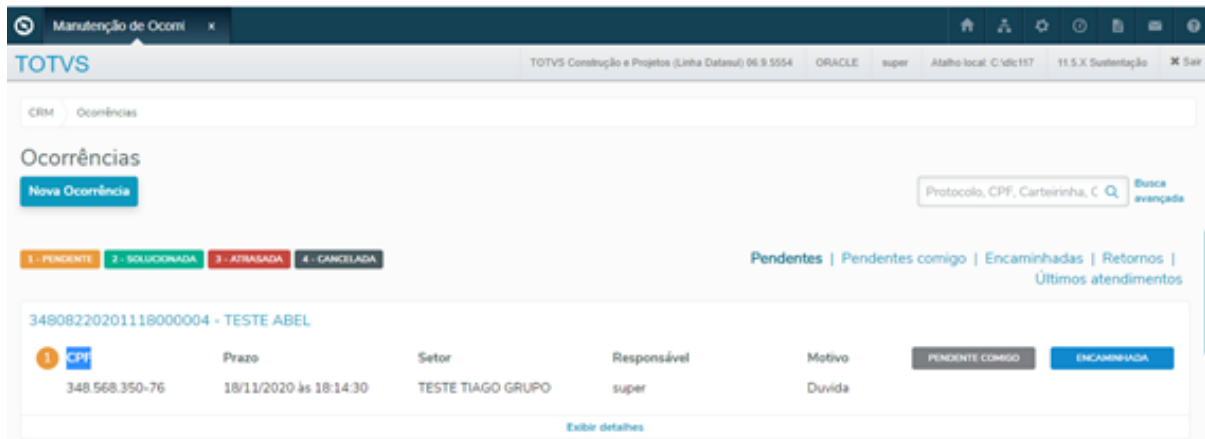 Manutenção de Ocorrl x
TOTVS
TOTVS Construção e Projetos (Linha Datasul) 06.9.5554 ORACLE super Atalho local: C:\dlc117 11.5.X Sustentação X Sair
CRM Ocorrências
Ocorrências
Nova Ocorrência
Protocolo, CPF, Carteirinha, C
Busca avançada
1 - PENDENTE 2 - SOLUCIONADA 3 - ATRASADA 4 - CANCELADA
Pendentes | Pendentes comigo | Encaminhadas | Retornos |
Últimos atendimentos
34808220201118000004 - TESTE ABEL
1 CPF Prazo Setor Responsável Motivo PENDENTE COMIGO ENCAMINHADA
348.568.350-76 18/11/2020 às 18:14:30 TESTE TIAGO GRUPO super Duvida
Exibir detalhes